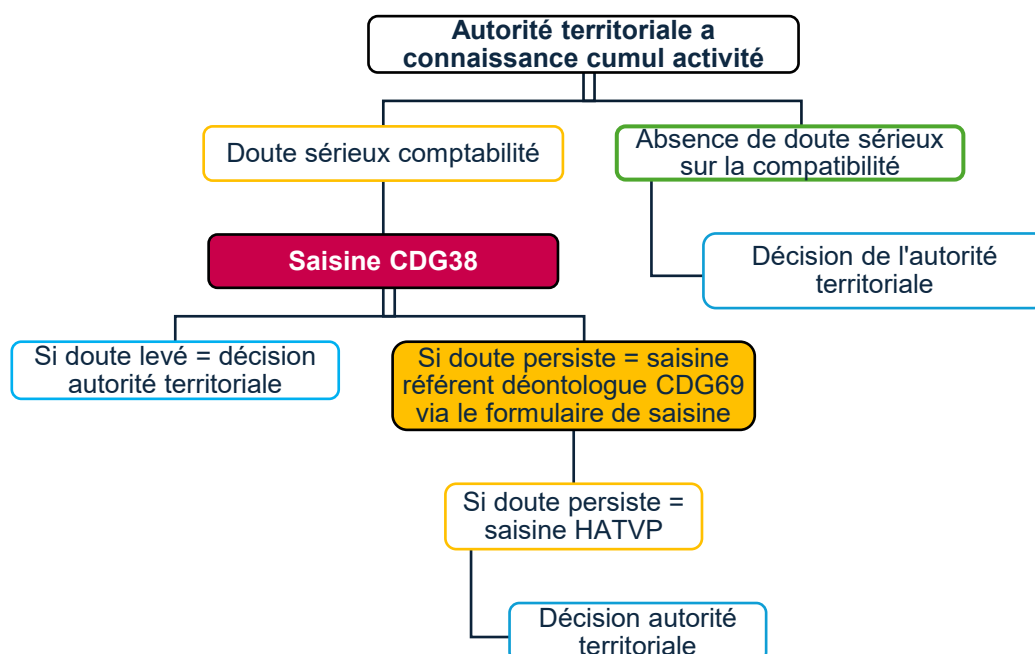 Autorité territoriale a
connaissance cumul activité
Doute sérieux comptabilité
Absence de doute sérieux
sur la compatibilité
Saisine CDG38
Décision de l'autorité
territoriale
Si doute levé = décision
autorité territoriale
Si doute persiste = saisine
référent déontologue CDG69
via le formulaire de saisine
Si doute persiste =
saisine HATVP
Décision autorité
territoriale